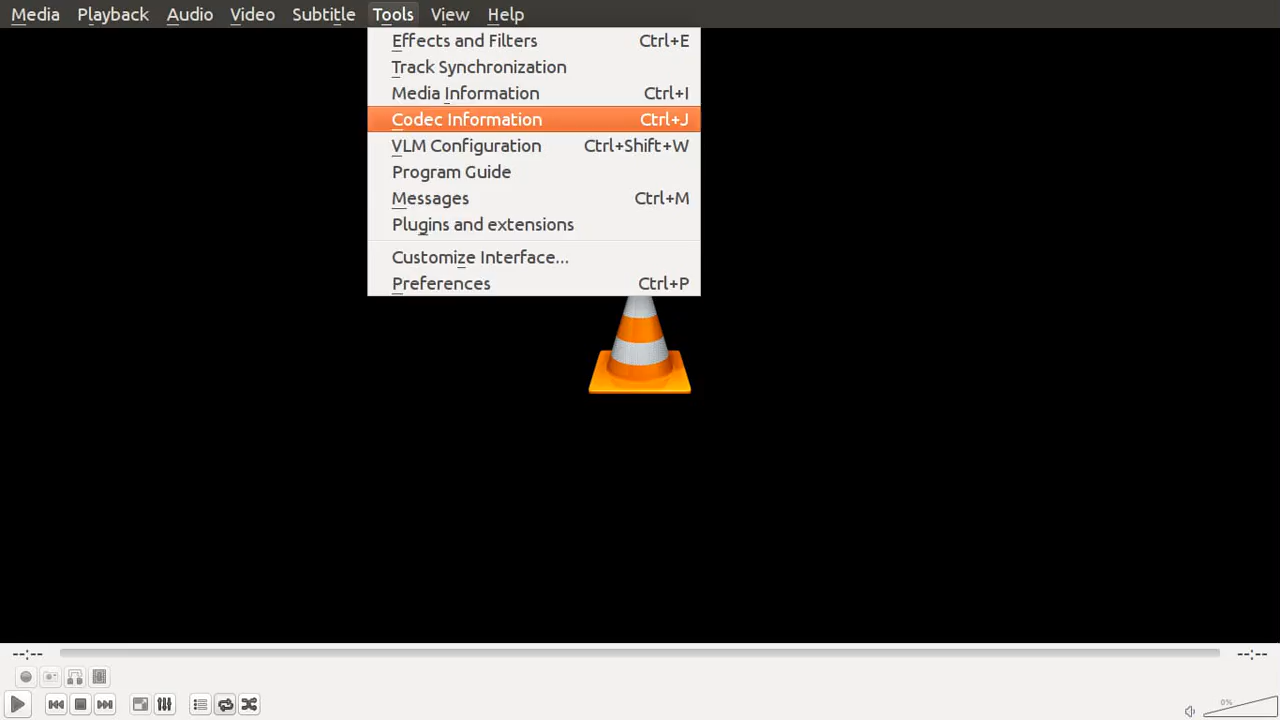 Media Playback Audio Video Subtitle Tools View Help
Effects and Filters Ctrl+E
Track Synchronization
Media Information Ctrl+I
Codec Information Ctrl+J
VLM Configuration Ctrl+Shift+W
Program Guide
Messages Ctrl+M
Plugins and extensions
Customize Interface...
Preferences Ctrl+P
--:-- --:--
0%